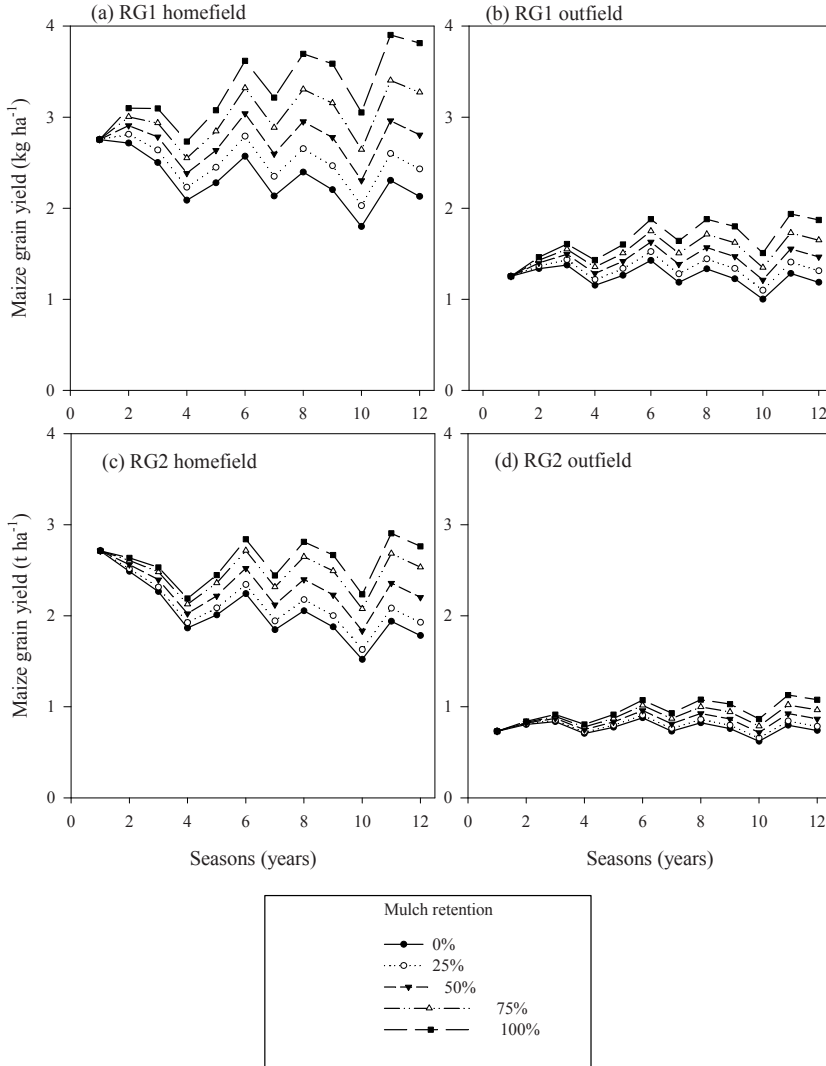 (a) RG1 homefield
(b) RG1 outfield
Maize grain yield (kg ha-1)
4
3
2
1
0
0 2 4 6 8 10 12
4
3
2
1
0
0 2 4 6 8 10 12
(c) RG2 homefield
(d) RG2 outfield
Maize grain yield (t ha-1)
4
3
2
1
0
0 2 4 6 8 10 12
4
3
2
1
0
0 2 4 6 8 10 12
Seasons (years)
Seasons (years)
Mulch retention
0%
25%
50%
75%
100%